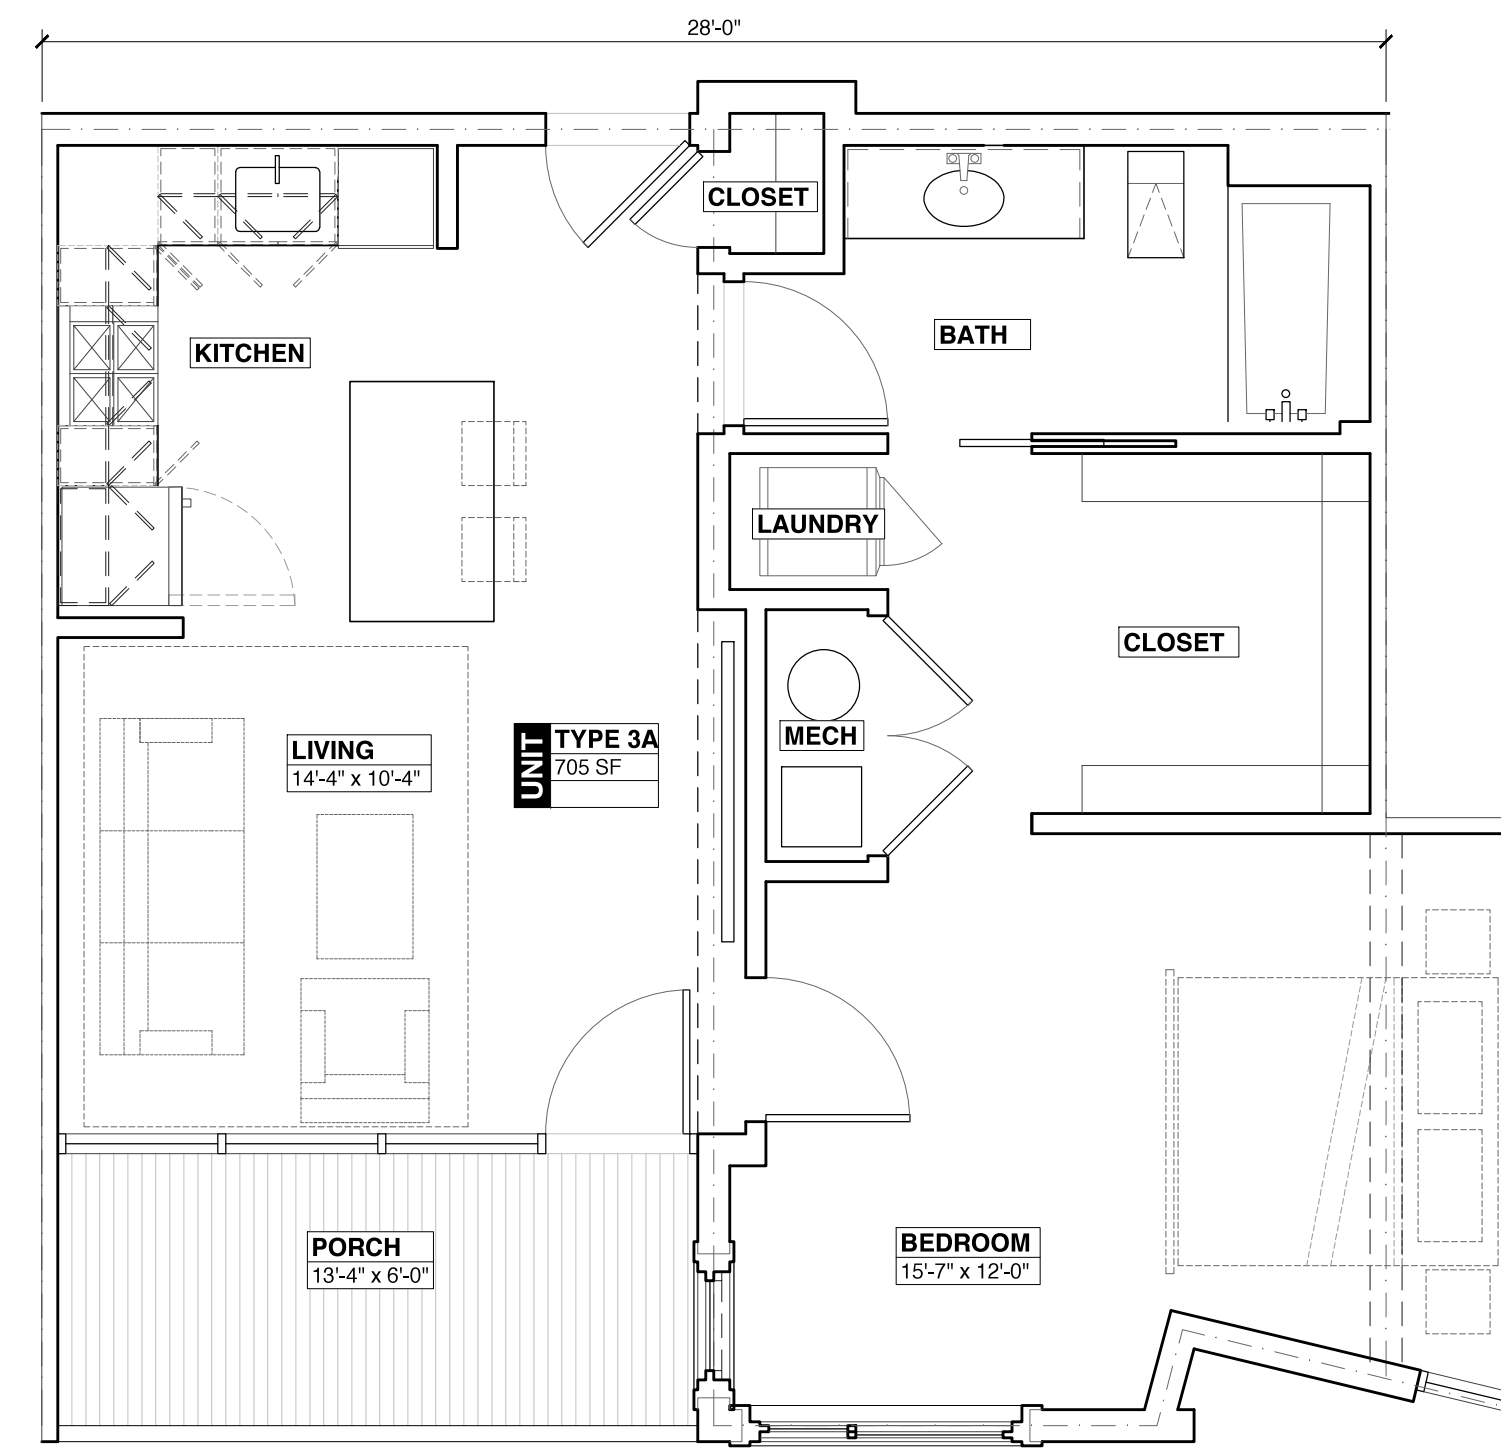 28'-0"
CLOSET
BATH
KITCHEN
LAUNDRY
CLOSET
MECH
LIVING
14'-4" x 10'-4"
UNIT
TYPE 3A
705 SF
PORCH
13'-4" x 6'-0"
BEDROOM
15'-7" x 12'-0"